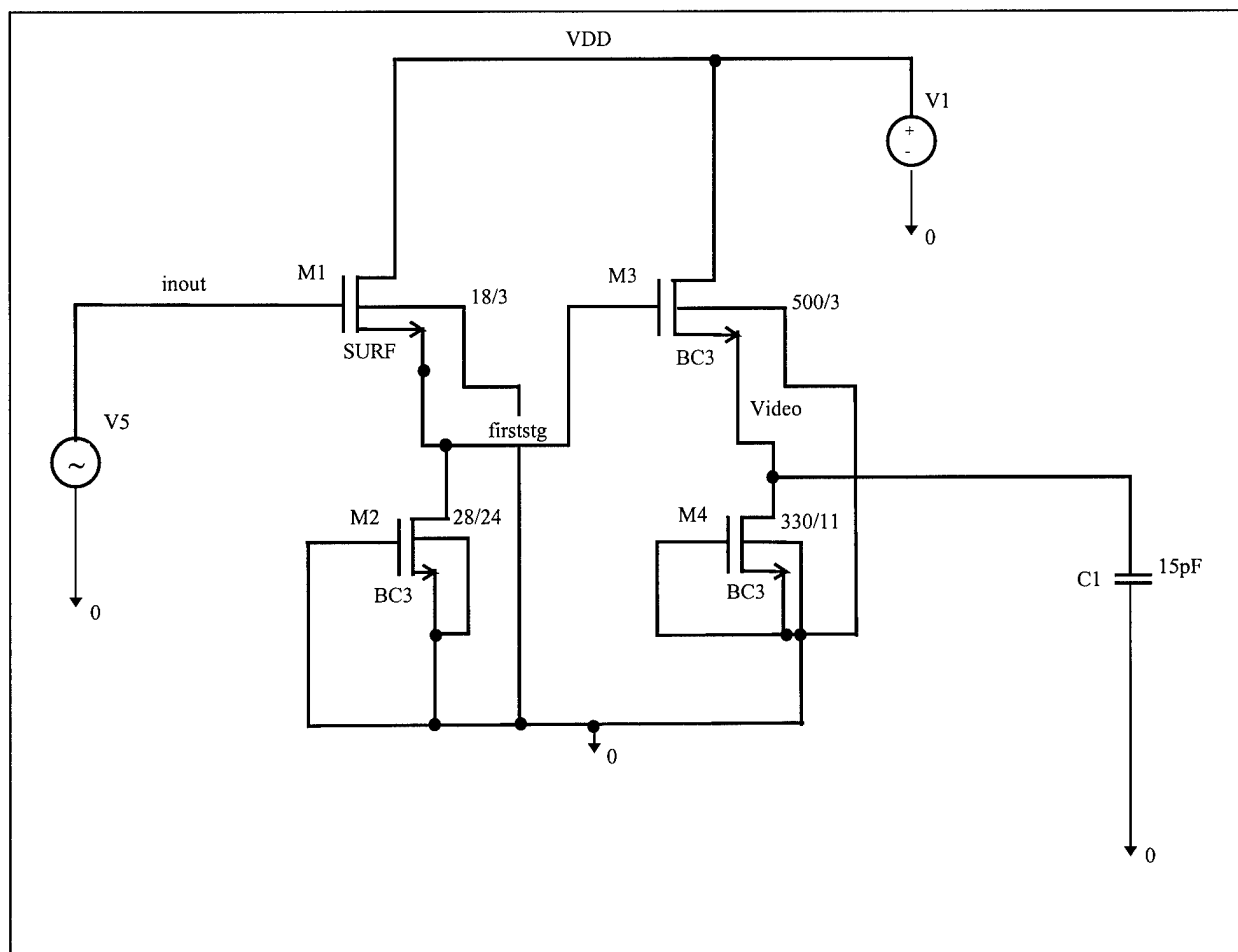 VDD
V1
+
-
0
M1
inout
18/3
SURF
M3
500/3
BC3
V5
~
firststg
Video
M2
28/24
BC3
M4
330/11
BC3
C1
15pF
0
0
0